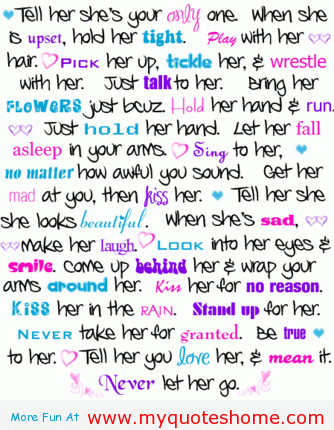 Tell her she's your only one. When she
is upset, hold her tight. Play with her
hair. Pick her up, tickle her, & wrestle
with her. Just talk to her. Bring her
FLOWERS just bcuz. Hold her hand & run.
Just hold her hand. Let her fall
asleep in your arms. Sing to her,
no matter how awful you sound. Get her
mad at you, then kiss her. Tell her she
she looks beautiful. When she's sad,
make her laugh. Look into her eyes &
smile. Come up behind her & wrap your
arms around her. Kiss her for no reason.
Kiss her in the RAIN. Stand up for her.
Never take her for granted. Be true
to her. Tell her you love her, & mean it.
Never let her go.
More Fun At www.myquoteshome.com